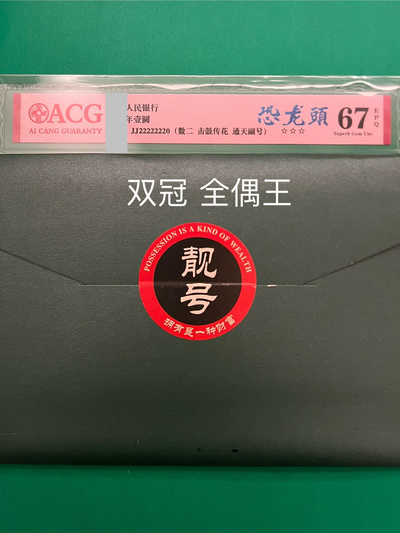 ACG
AI CANG GUARANTY
人民银行
年壹圆
JJ22222220（数二 击鼓传花 通天嗣号）
恐龙頭
☆☆☆
67
EPQ
Superb Gem Unc
双冠 全偶王
POSSESSION IS A KIND OF WEALTH
靓号
拥有是一种财富